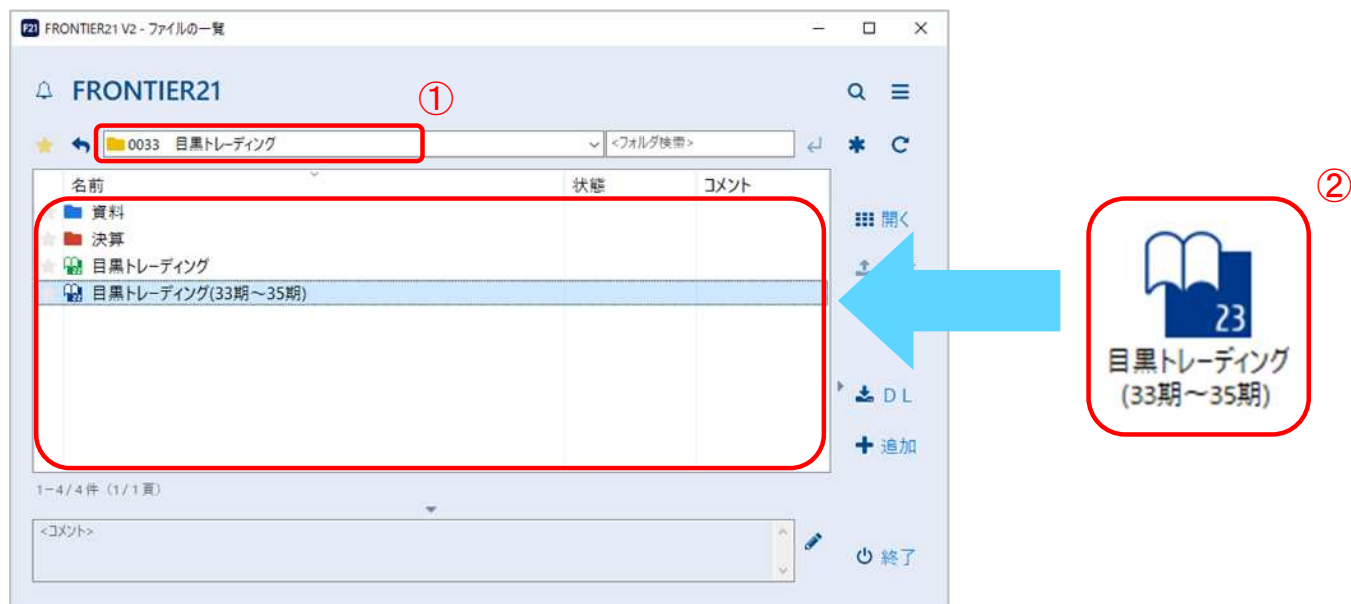 F21 FRONTIER21 V2 - ファイルの一覧
FRONTIER21
①
0033 目黒トレーディング
<フォルダ検索>
名前 状態 コメント
②
資料
開く
決算
目黒トレーディング
目黒トレーディング(33期～35期)
23
目黒トレーディング
(33期～35期)
ＤＬ
追加
1-4/4件 (1/1頁)
<コメント>
終了